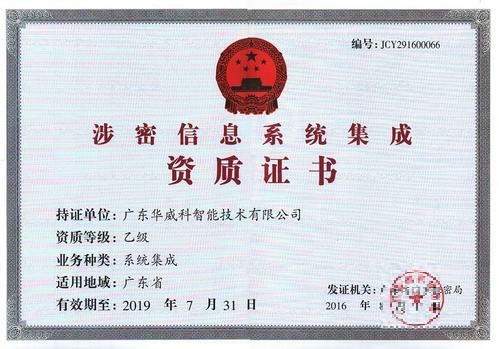 编号:JCY291600066
涉密信息系统集成
资质证书
持证单位:广东华威科智能技术有限公司
资质等级:乙级
业务种类:系统集成
适用地域:广东省
有效期至:2019 年 7 月 31 日
发证机关:广 密局
2016 年